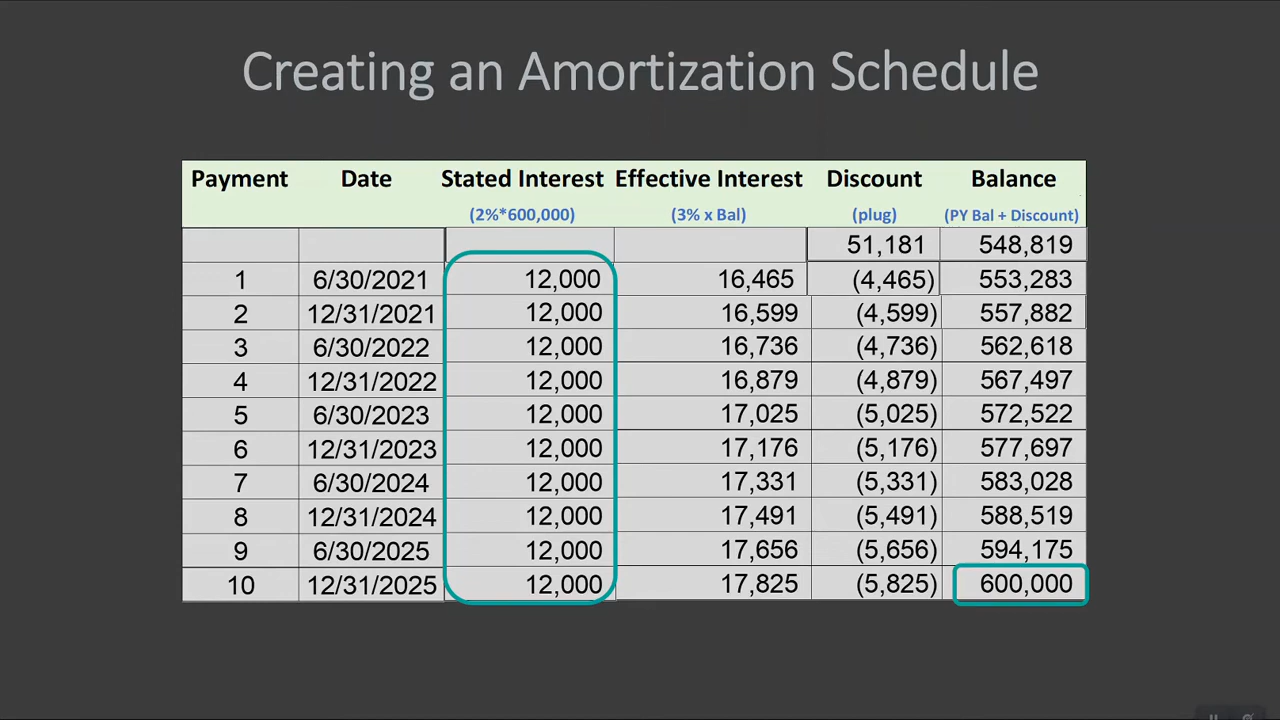 Creating an Amortization Schedule
Payment Date Stated Interest Effective Interest Discount Balance
(2%*600,000) (3% x Bal) (plug) (PY Bal + Discount)
51,181 548,819
1 6/30/2021 12,000 16,465 (4,465) 553,283
2 12/31/2021 12,000 16,599 (4,599) 557,882
3 6/30/2022 12,000 16,736 (4,736) 562,618
4 12/31/2022 12,000 16,879 (4,879) 567,497
5 6/30/2023 12,000 17,025 (5,025) 572,522
6 12/31/2023 12,000 17,176 (5,176) 577,697
7 6/30/2024 12,000 17,331 (5,331) 583,028
8 12/31/2024 12,000 17,491 (5,491) 588,519
9 6/30/2025 12,000 17,656 (5,656) 594,175
10 12/31/2025 12,000 17,825 (5,825) 600,000